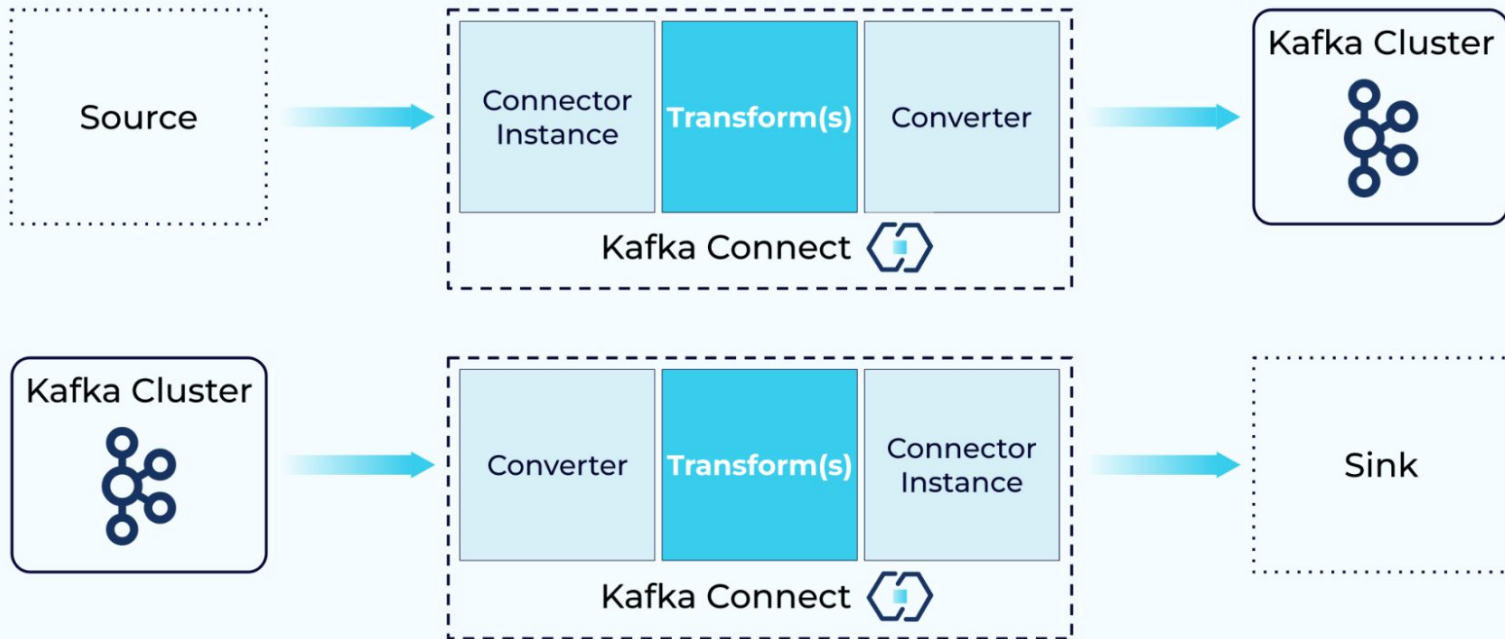 Source
Connector
Instance
Transform(s)
Converter
Kafka Connect
Kafka Cluster
Kafka Cluster
Converter
Transform(s)
Connector
Instance
Kafka Connect
Sink